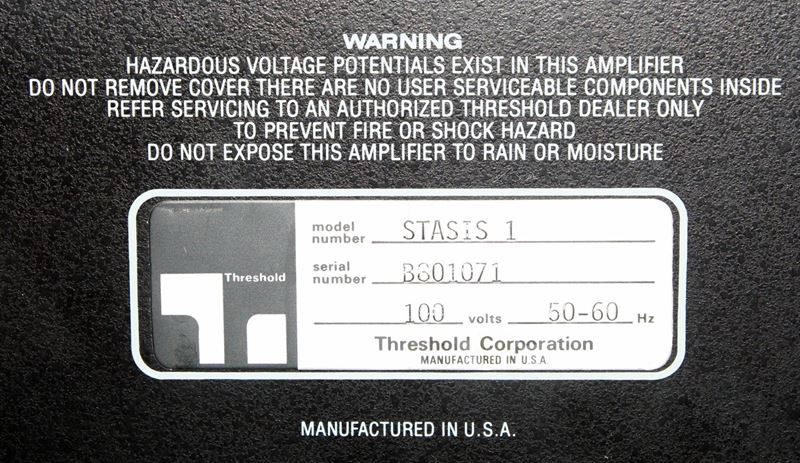 WARNING
HAZARDOUS VOLTAGE POTENTIALS EXIST IN THIS AMPLIFIER
DO NOT REMOVE COVER THERE ARE NO USER SERVICEABLE COMPONENTS INSIDE
REFER SERVICING TO AN AUTHORIZED THRESHOLD DEALER ONLY
TO PREVENT FIRE OR SHOCK HAZARD
DO NOT EXPOSE THIS AMPLIFIER TO RAIN OR MOISTURE
Threshold
model number STASIS 1
serial number B801071
100 volts 50-60 Hz
Threshold Corporation
MANUFACTURED IN U.S.A.
MANUFACTURED IN U.S.A.